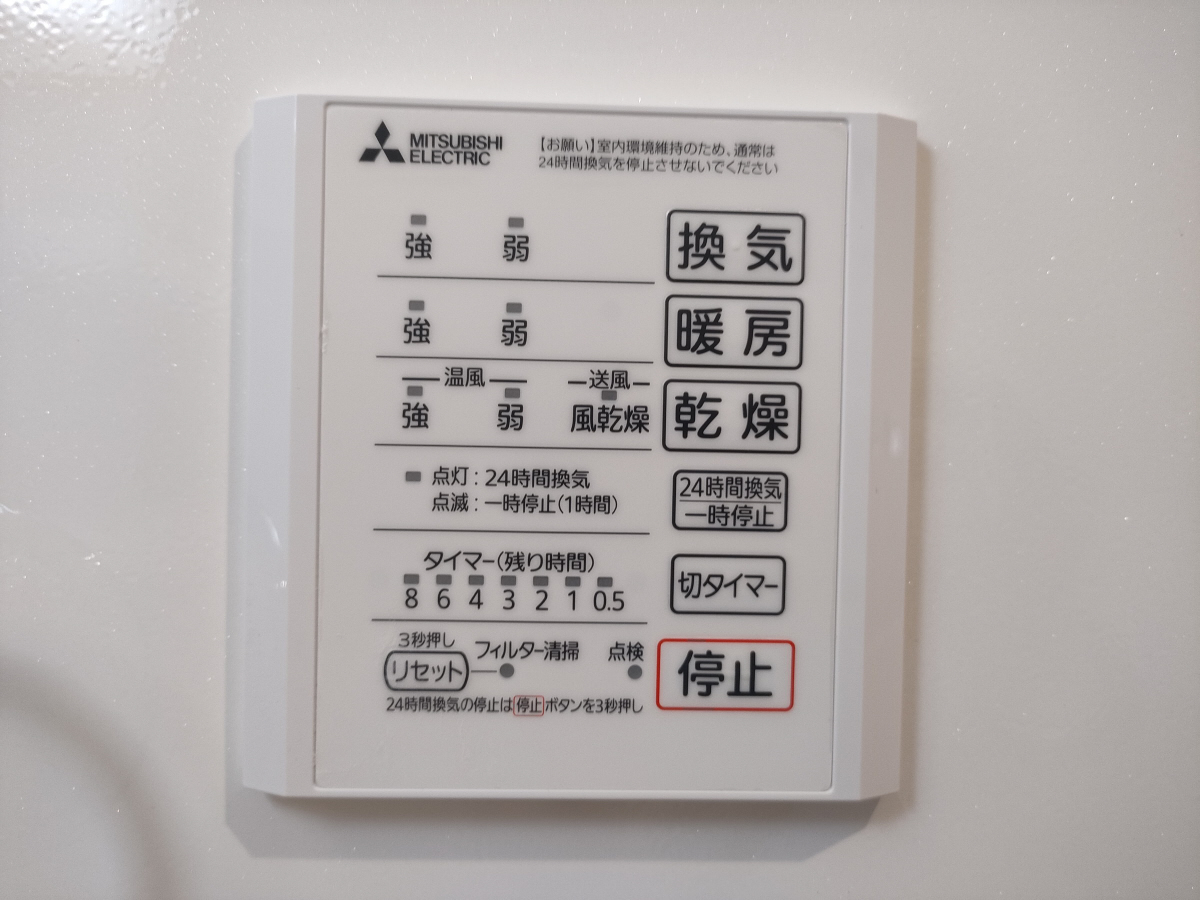 MITSUBISHI
ELECTRIC
【お願い】室内環境維持のため、通常は
24時間換気を停止させないでください
強 弱 換気
強 弱 暖房
温風 送風
強 弱 風乾燥 乾燥
点灯:24時間換気
点滅:一時停止(1時間)
24時間換気
一時停止
タイマー(残り時間)
8 6 4 3 2 1 0.5
切タイマー
3秒押し
リセット フィルター清掃 点検
停止
24時間換気の停止は停止ボタンを3秒押し